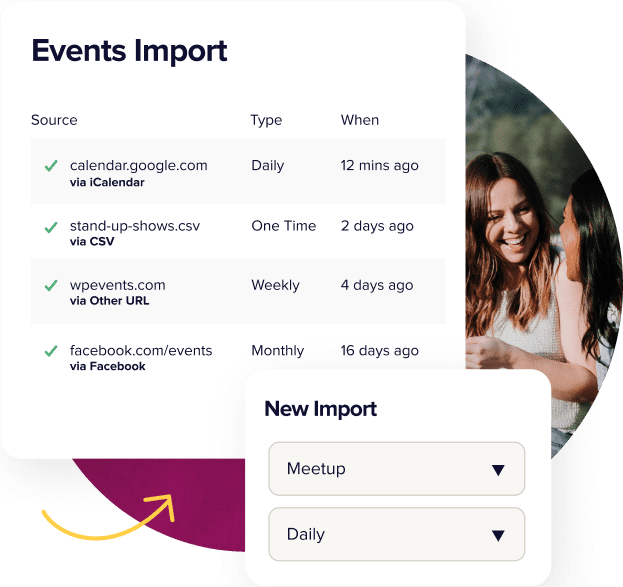 Events Import
Source Type When
calendar.google.com Daily 12 mins ago
via iCalendar
stand-up-shows.csv One Time 2 days ago
via CSV
wpevents.com Weekly 4 days ago
via Other URL
facebook.com/events Monthly 16 days ago
via Facebook
New Import
Meetup
Daily